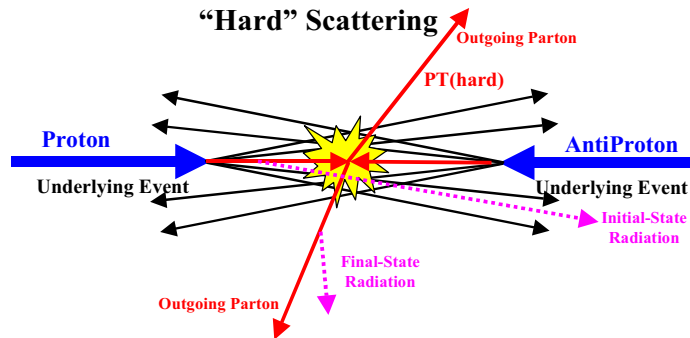 “Hard” Scattering
Outgoing Parton
PT(hard)
Proton
AntiProton
Underlying Event
Underlying Event
Initial-State
Radiation
Final-State
Radiation
Outgoing Parton